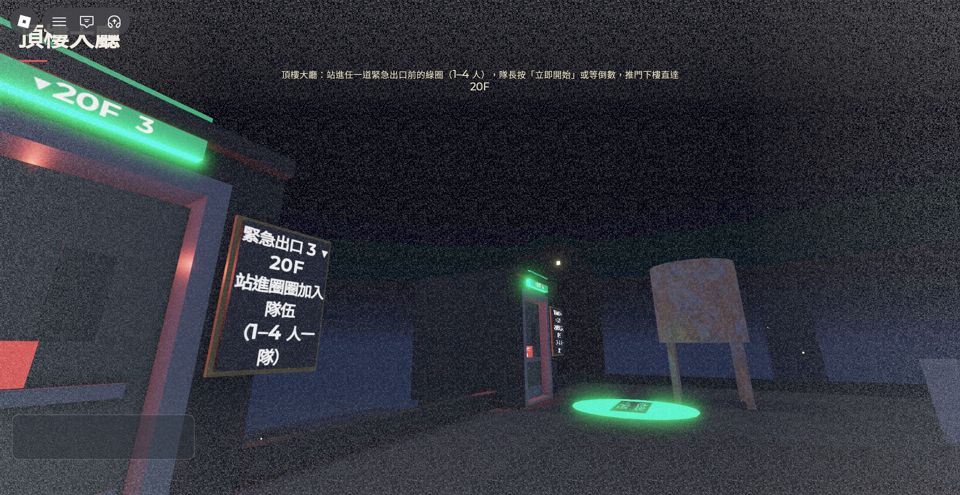 頂樓大廳
頂樓大廳：站進任一道緊急出口前的綠圈（1–4 人），隊長按「立即開始」或等倒數，推門下樓直達
20F
▼20F 3
緊急出口 3 ▼
20F
站進圈圈加入
隊伍
（1–4 人一
隊）